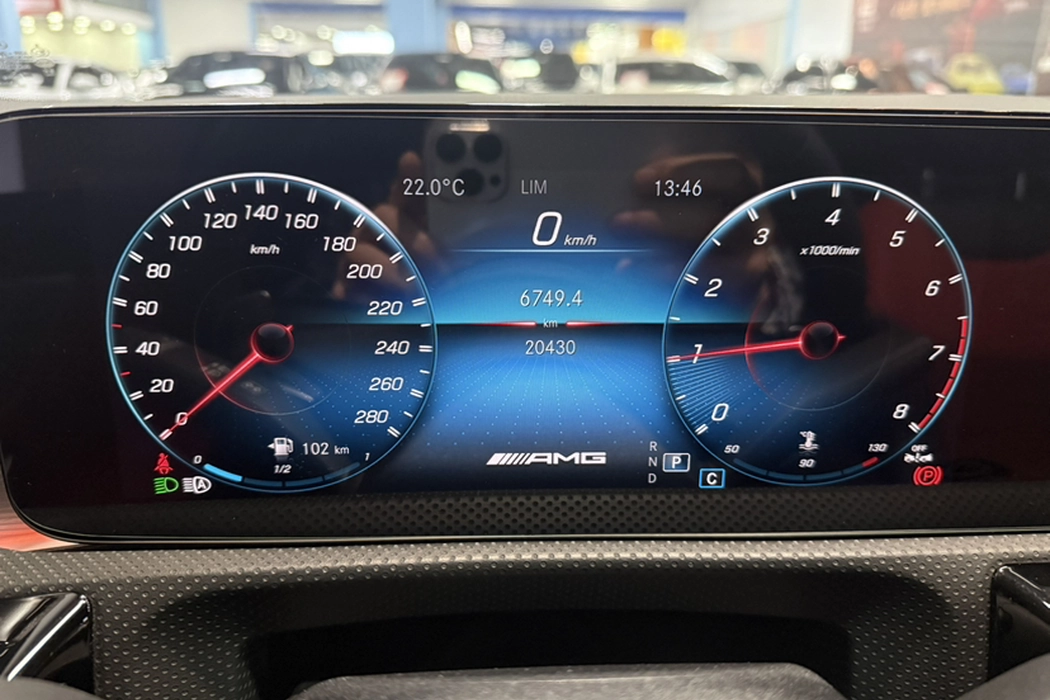 22.0°C LIM 13:46
0 km/h
6749.4
km
20430
AMG
km/h
0
20
40
60
80
100
120
140
160
180
200
220
240
260
280
0 1/2 1
102 km
A
R
N
D
P
C
x1000/min
0
1
2
3
4
5
6
7
8
50 90 130
OFF
P